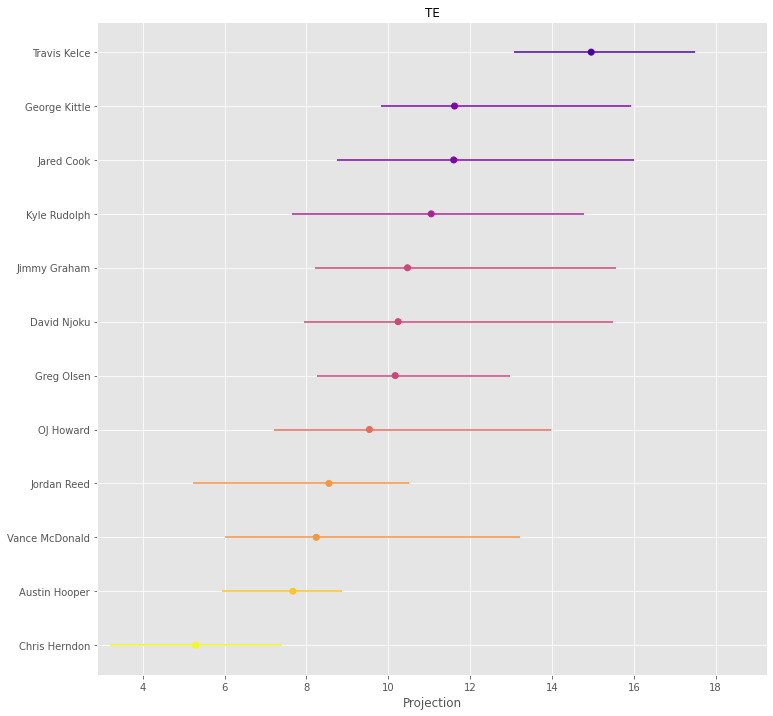 TE
Travis Kelce
George Kittle
Jared Cook
Kyle Rudolph
Jimmy Graham
David Njoku
Greg Olsen
OJ Howard
Jordan Reed
Vance McDonald
Austin Hooper
Chris Herndon
4 6 8 10 12 14 16 18
Projection